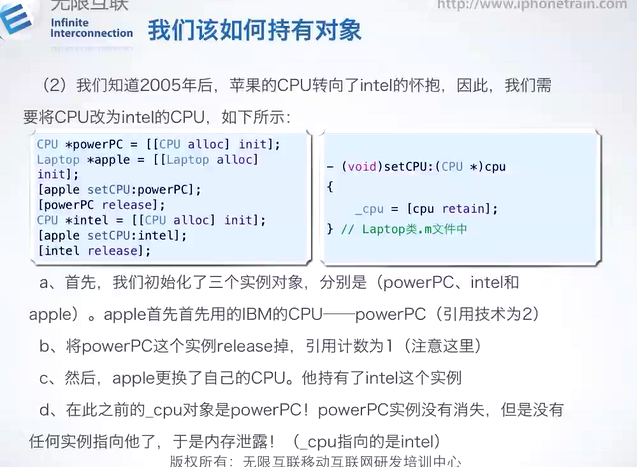 无限互联
Infinite
Interconnection
http://www.iphonetrain.com
我们该如何持有对象
（2）我们知道2005年后，苹果的CPU转向了intel的怀抱，因此，我们需
要将CPU改为intel的CPU，如下所示：
CPU *powerPC = [[CPU alloc] init];
Laptop *apple = [[Laptop alloc]
init];
[apple setCPU:powerPC];
[powerPC release];
CPU *intel = [[CPU alloc] init];
[apple setCPU:intel];
[intel release];
- (void)setCPU:(CPU *)cpu
{
_cpu = [cpu retain];
} // Laptop类.m文件中
a、首先，我们初始化了三个实例对象，分别是（powerPC、intel和
apple）。apple首先首先用的IBM的CPU——powerPC（引用技术为2）
b、将powerPC这个实例release掉，引用计数为1（注意这里）
c、然后，apple更换了自己的CPU。他持有了intel这个实例
d、在此之前的_cpu对象是powerPC！powerPC实例没有消失，但是没有
任何实例指向他了，于是内存泄露！（_cpu指向的是intel）
版权所有：无限互联移动互联网研发培训中心